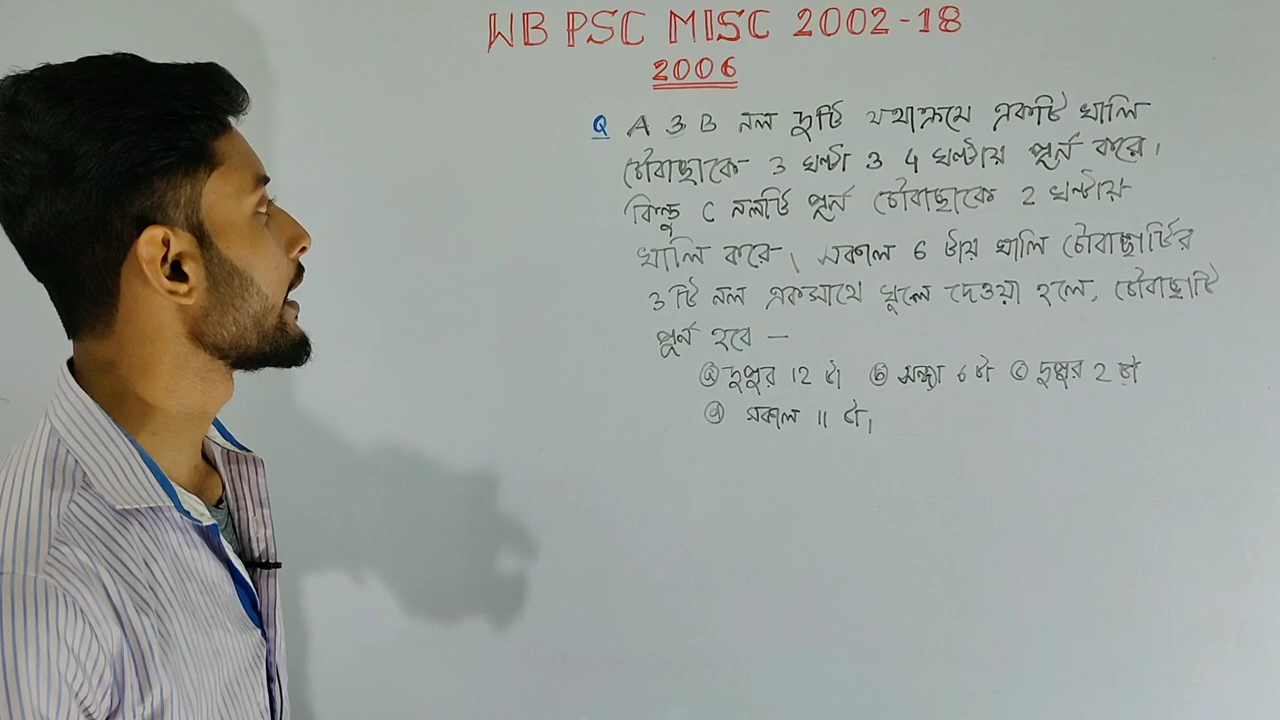 WB PSC MISC 2002-18
2006
Q A ও B নল দুটি যথাক্রমে একটি খালি
চৌবাচ্ছাকে 3 ঘন্টা ও 4 ঘন্টায় পূর্ন করে।
কিন্তু C নলটি পূর্ন চৌবাচ্ছাকে 2 ঘন্টায়
খালি করে। সকাল 6 টায় খালি চৌবাচ্ছাটির
3 টি নল একসাথে খুলে দেওয়া হলে, চৌবাচ্ছাটি
পূর্ন হবে —
ⓐ দুপুর 12 টা ⓑ সন্ধ্যা 6 টা ⓒ দুপুর 2 টা
ⓓ সকাল 11 টা।